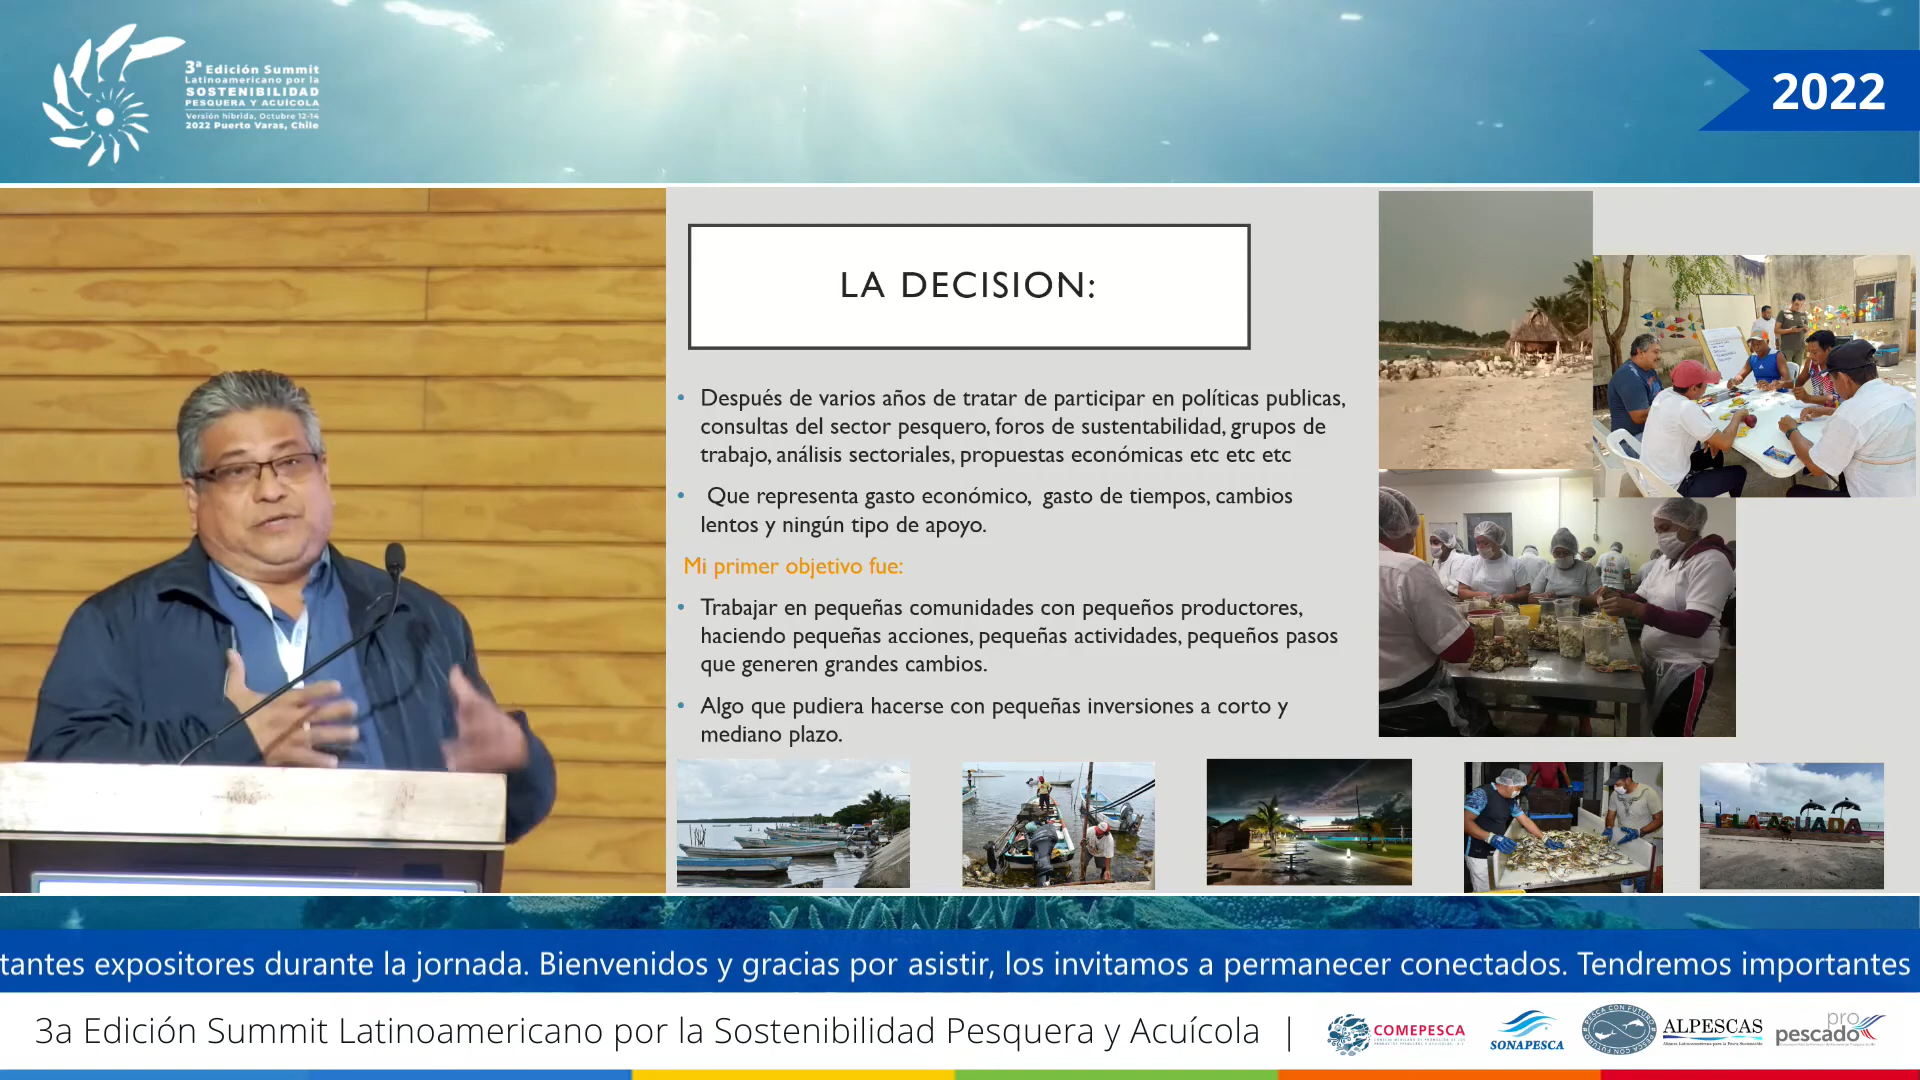 3ª Edición Summit
Latinoamericano por la
SOSTENIBILIDAD
PESQUERA Y ACUÍCOLA
Versión híbrida, Octubre 12-14
2022 Puerto Varas, Chile
2022
LA DECISION:
• Después de varios años de tratar de participar en políticas publicas,
consultas del sector pesquero, foros de sustentabilidad, grupos de
trabajo, análisis sectoriales, propuestas económicas etc etc etc
• Que representa gasto económico, gasto de tiempos, cambios
lentos y ningún tipo de apoyo.
Mi primer objetivo fue:
• Trabajar en pequeñas comunidades con pequeños productores,
haciendo pequeñas acciones, pequeñas actividades, pequeños pasos
que generen grandes cambios.
• Algo que pudiera hacerse con pequeñas inversiones a corto y
mediano plazo.
tantes expositores durante la jornada. Bienvenidos y gracias por asistir, los invitamos a permanecer conectados. Tendremos importantes
3a Edición Summit Latinoamericano por la Sostenibilidad Pesquera y Acuícola |
COMEPESCA
SONAPESCA
PESCA CON FUTURO
ALPESCAS
pro
pescado